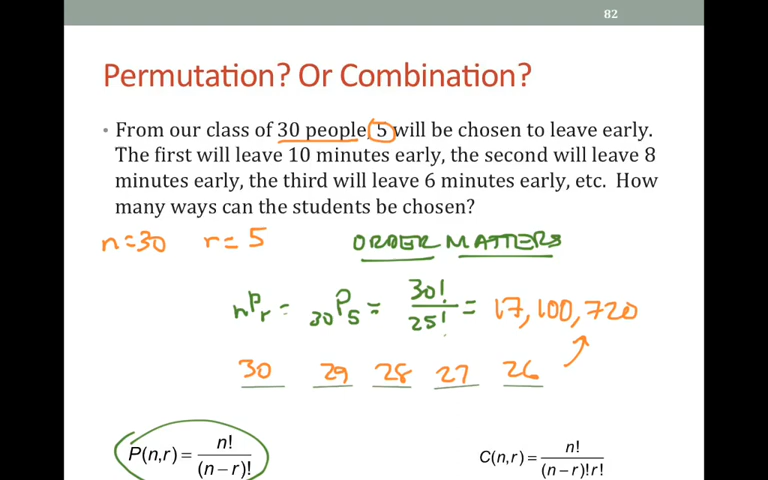 82
Permutation? Or Combination?
• From our class of 30 people, 5 will be chosen to leave early.
The first will leave 10 minutes early, the second will leave 8
minutes early, the third will leave 6 minutes early, etc. How
many ways can the students be chosen?
n=30 r=5 ORDER MATTERS
nPr = 30P5 = 30!/25! = 17,100,720
30 29 28 27 26
P(n,r) = n!/(n-r)! C(n,r) = n!/(n-r)!r!